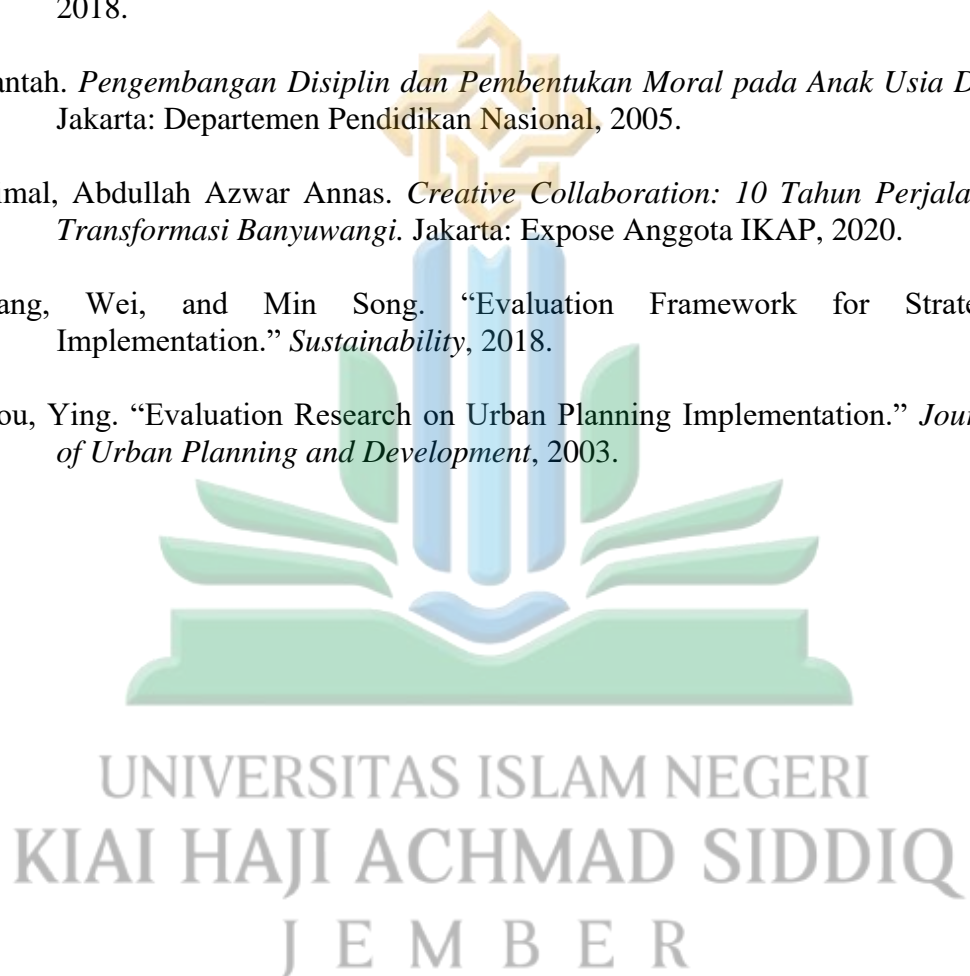 2018.
antah. Pengembangan Disiplin dan Pembentukan Moral pada Anak Usia D
Jakarta: Departemen Pendidikan Nasional, 2005.
imal, Abdullah Azwar Annas. Creative Collaboration: 10 Tahun Perjala
Transformasi Banyuwangi. Jakarta: Expose Anggota IKAP, 2020.
ang, Wei, and Min Song. “Evaluation Framework for Strate
Implementation.” Sustainability, 2018.
ou, Ying. “Evaluation Research on Urban Planning Implementation.” Jour
of Urban Planning and Development, 2003.
UNIVERSITAS ISLAM NEGERI
KIAI HAJI ACHMAD SIDDIQ
JEMBER